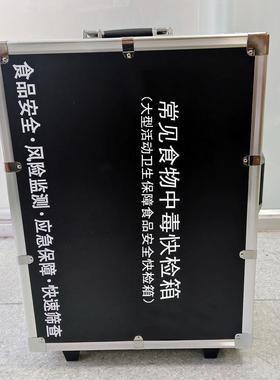 常见食物中毒快检箱
(大型活动卫生保障食品安全快检箱)
食品安全·风险监测·应急保障·快速筛查